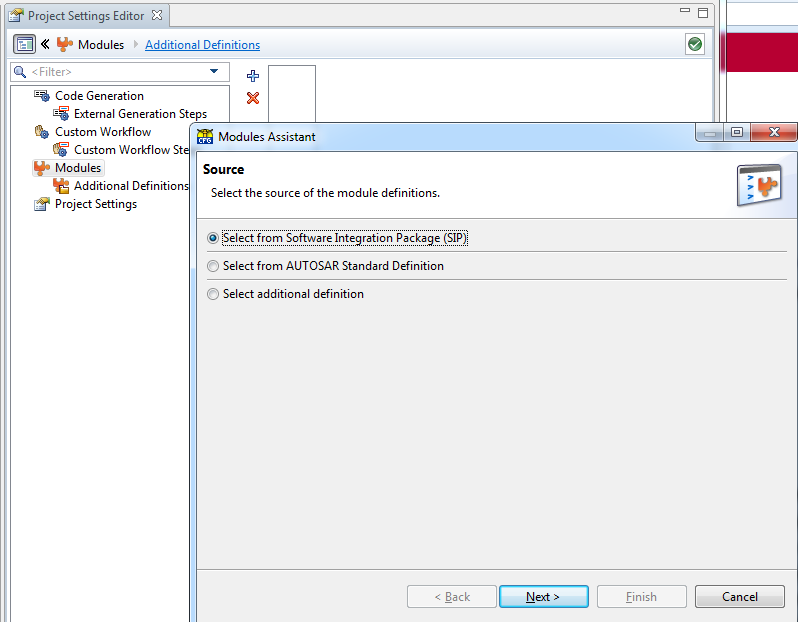 Project Settings Editor
Modules Additional Definitions
<Filter>
Code Generation
External Generation Steps
Custom Workflow
Custom Workflow Ste
Modules
Additional Definitions
Project Settings
CFG Modules Assistant
Source
Select the source of the module definitions.
Select from Software Integration Package (SIP)
Select from AUTOSAR Standard Definition
Select additional definition
< Back Next > Finish Cancel